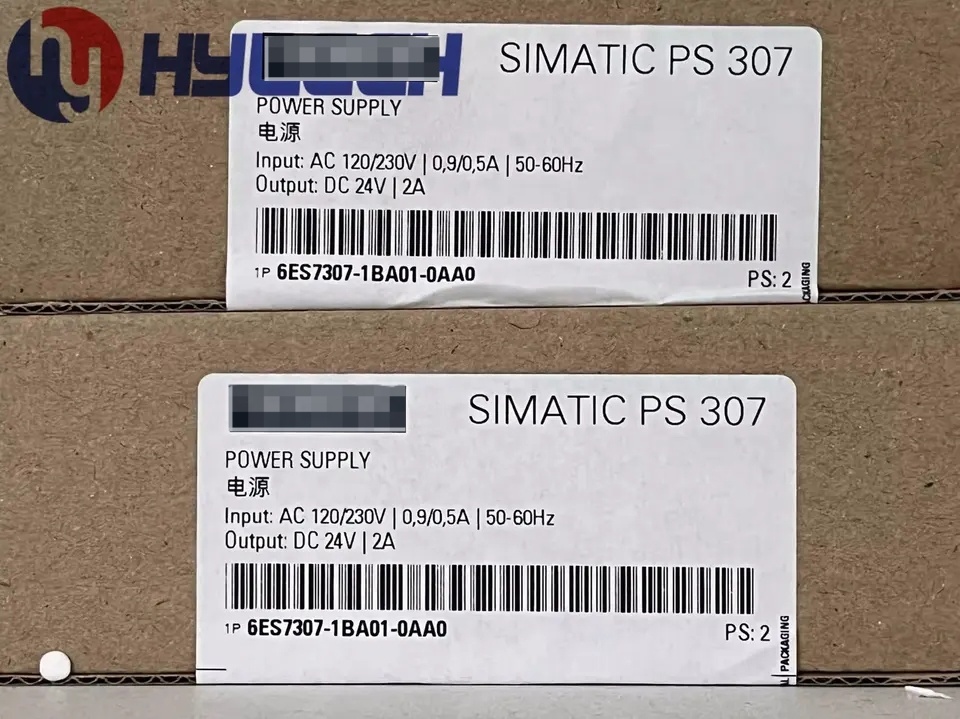 HYTECH
SIMATIC PS 307
POWER SUPPLY
电源
Input: AC 120/230V | 0,9/0,5A | 50-60Hz
Output: DC 24V | 2A
1P 6ES7307-1BA01-0AA0
PS: 2
SIMATIC PS 307
POWER SUPPLY
电源
Input: AC 120/230V | 0,9/0,5A | 50-60Hz
Output: DC 24V | 2A
1P 6ES7307-1BA01-0AA0
PS: 2
PACKAGING